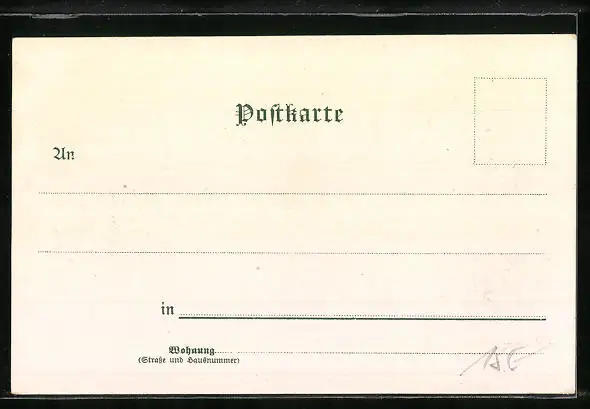 Postkarte
An
in
Wohnung
(Straße und Hausnummer)